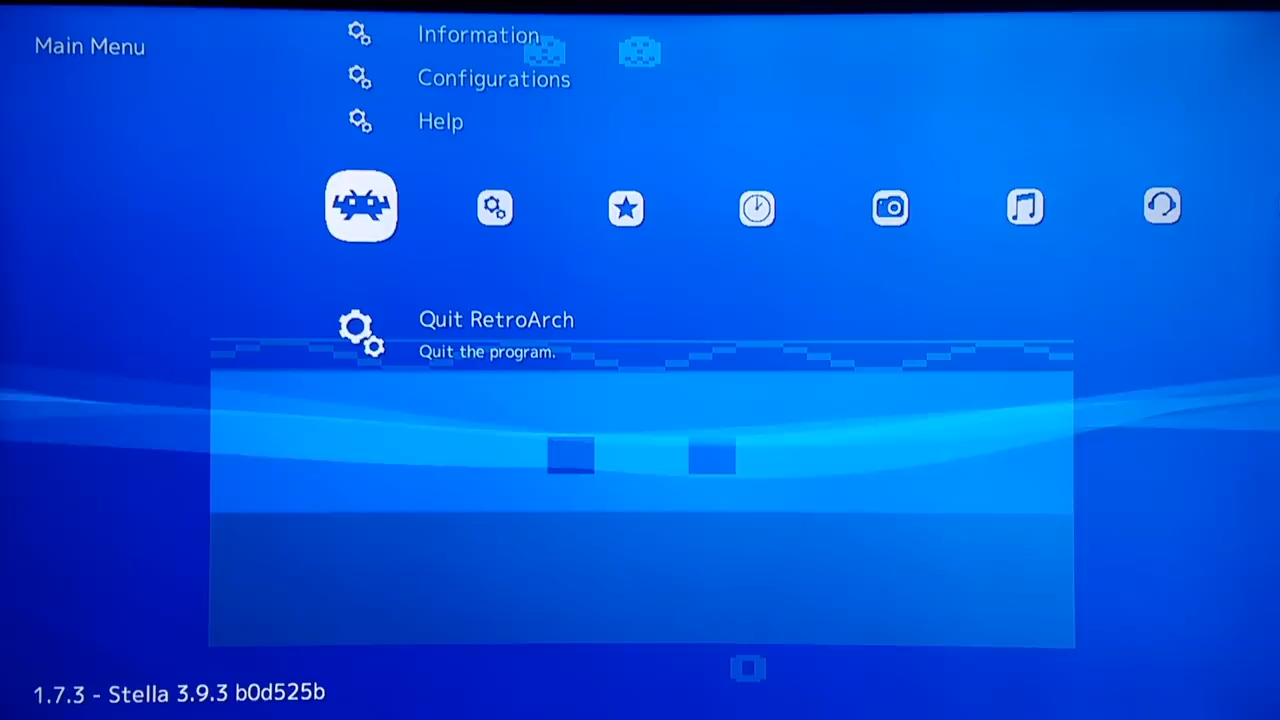 Main Menu
Information
Configurations
Help
Quit RetroArch
Quit the program.
1.7.3 - Stella 3.9.3 b0d525b